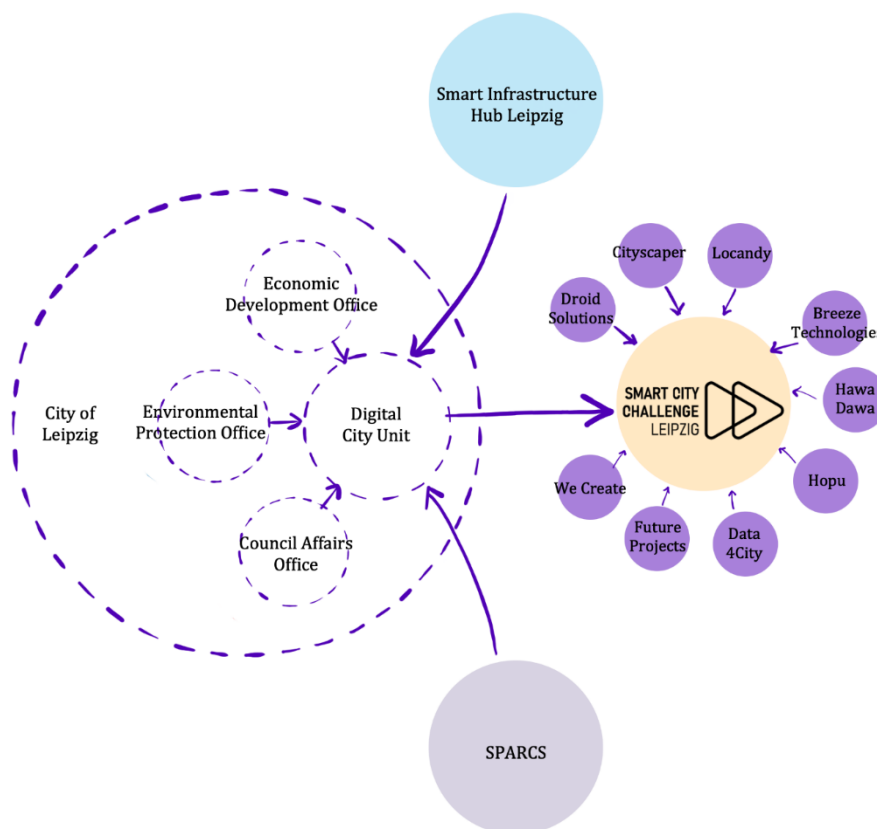 Smart Infrastructure
Hub Leipzig
Economic
Development Office
City of
Leipzig
Environmental
Protection Office
Digital
City Unit
Council Affairs
Office
SPARCS
SMART CITY
CHALLENGE
LEIPZIG
Cityscaper
Locandy
Droid
Solutions
Breeze
Technologies
Hawa
Dawa
Hopu
Data
4City
Future
Projects
We Create